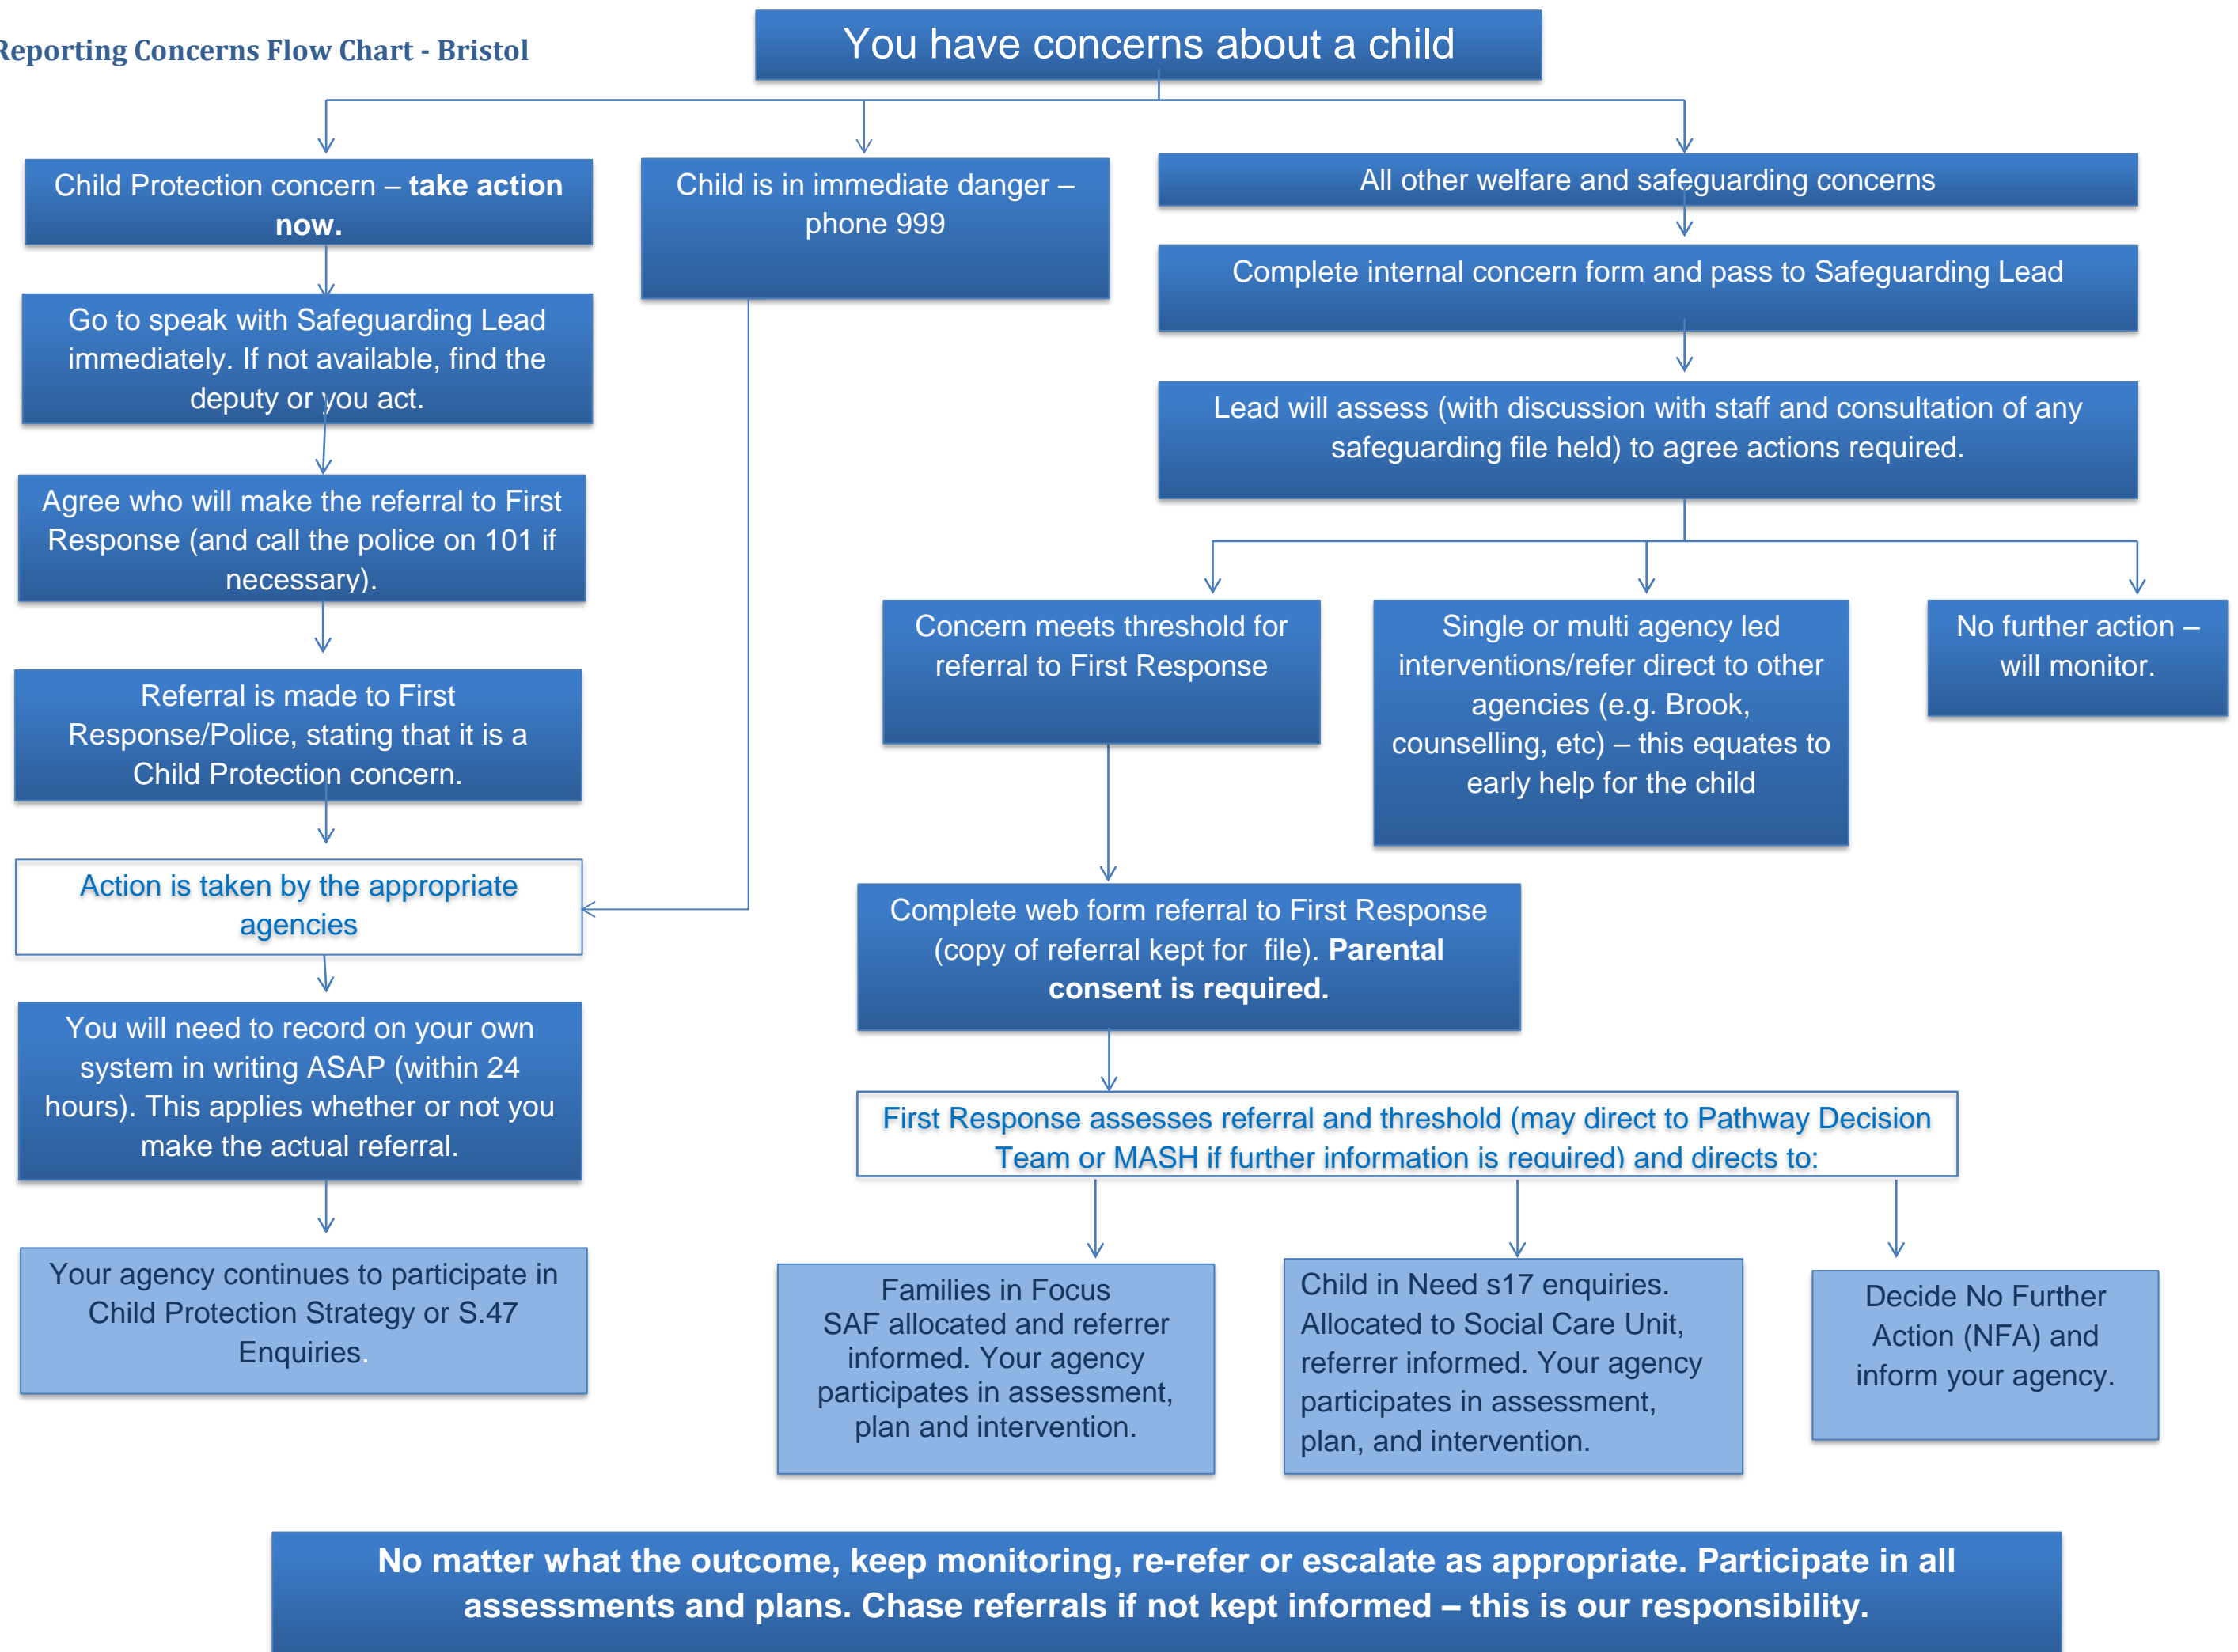 Reporting Concerns Flow Chart - Bristol
You have concerns about a child
Child Protection concern – take action
now.
Go to speak with Safeguarding Lead
immediately. If not available, find the
deputy or you act.
Agree who will make the referral to First
Response (and call the police on 101 if
necessary).
Referral is made to First
Response/Police, stating that it is a
Child Protection concern.
Action is taken by the appropriate
agencies
You will need to record on your own
system in writing ASAP (within 24
hours). This applies whether or not you
make the actual referral.
Your agency continues to participate in
Child Protection Strategy or S.47
Enquiries.
Child is in immediate danger –
phone 999
All other welfare and safeguarding concerns
Complete internal concern form and pass to Safeguarding Lead
Lead will assess (with discussion with staff and consultation of any
safeguarding file held) to agree actions required.
Concern meets threshold for
referral to First Response
Single or multi agency led
interventions/refer direct to other
agencies (e.g. Brook,
counselling, etc) – this equates to
early help for the child
No further action –
will monitor.
Complete web form referral to First Response
(copy of referral kept for file). Parental
consent is required.
First Response assesses referral and threshold (may direct to Pathway Decision
Team or MASH if further information is required) and directs to:
Families in Focus
SAF allocated and referrer
informed. Your agency
participates in assessment,
plan and intervention.
Child in Need s17 enquiries.
Allocated to Social Care Unit,
referrer informed. Your agency
participates in assessment,
plan, and intervention.
Decide No Further
Action (NFA) and
inform your agency.
No matter what the outcome, keep monitoring, re-refer or escalate as appropriate. Participate in all
assessments and plans. Chase referrals if not kept informed – this is our responsibility.